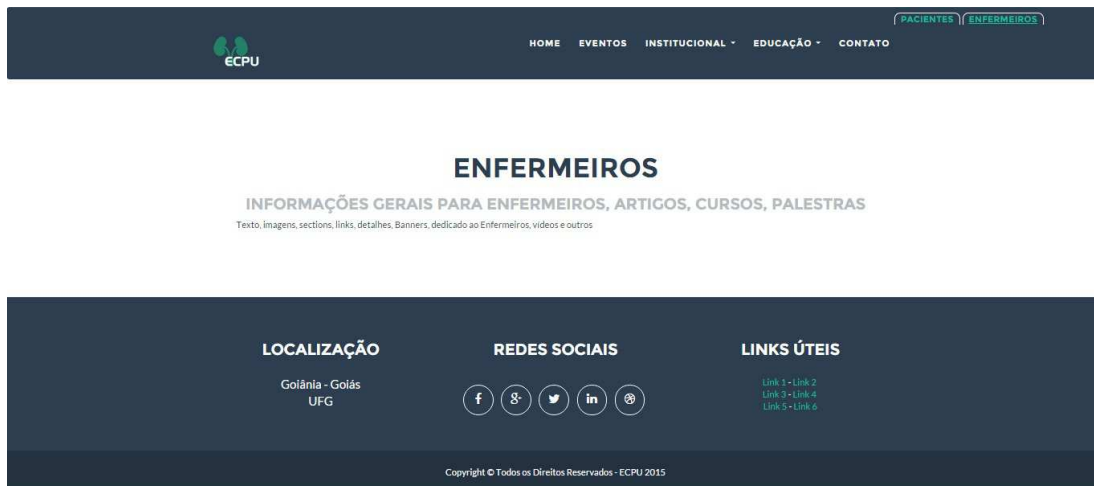 PACIENTES ENFERMEIROS
ECPU
HOME EVENTOS INSTITUCIONAL EDUCAÇÃO CONTATO
ENFERMEIROS
INFORMAÇÕES GERAIS PARA ENFERMEIROS, ARTIGOS, CURSOS, PALESTRAS
Texto, imagens, sections, links, detalhes, Banners, dedicado ao Enfermeiros, videos e outros
LOCALIZAÇÃO
Goiânia - Goiás
UFG
REDES SOCIAIS
f g+ in
LINKS ÚTEIS
Link 1 - Link 2
Link 3 - Link 4
Link 5 - Link 6
Copyright © Todos os Direitos Reservados - ECPU 2015